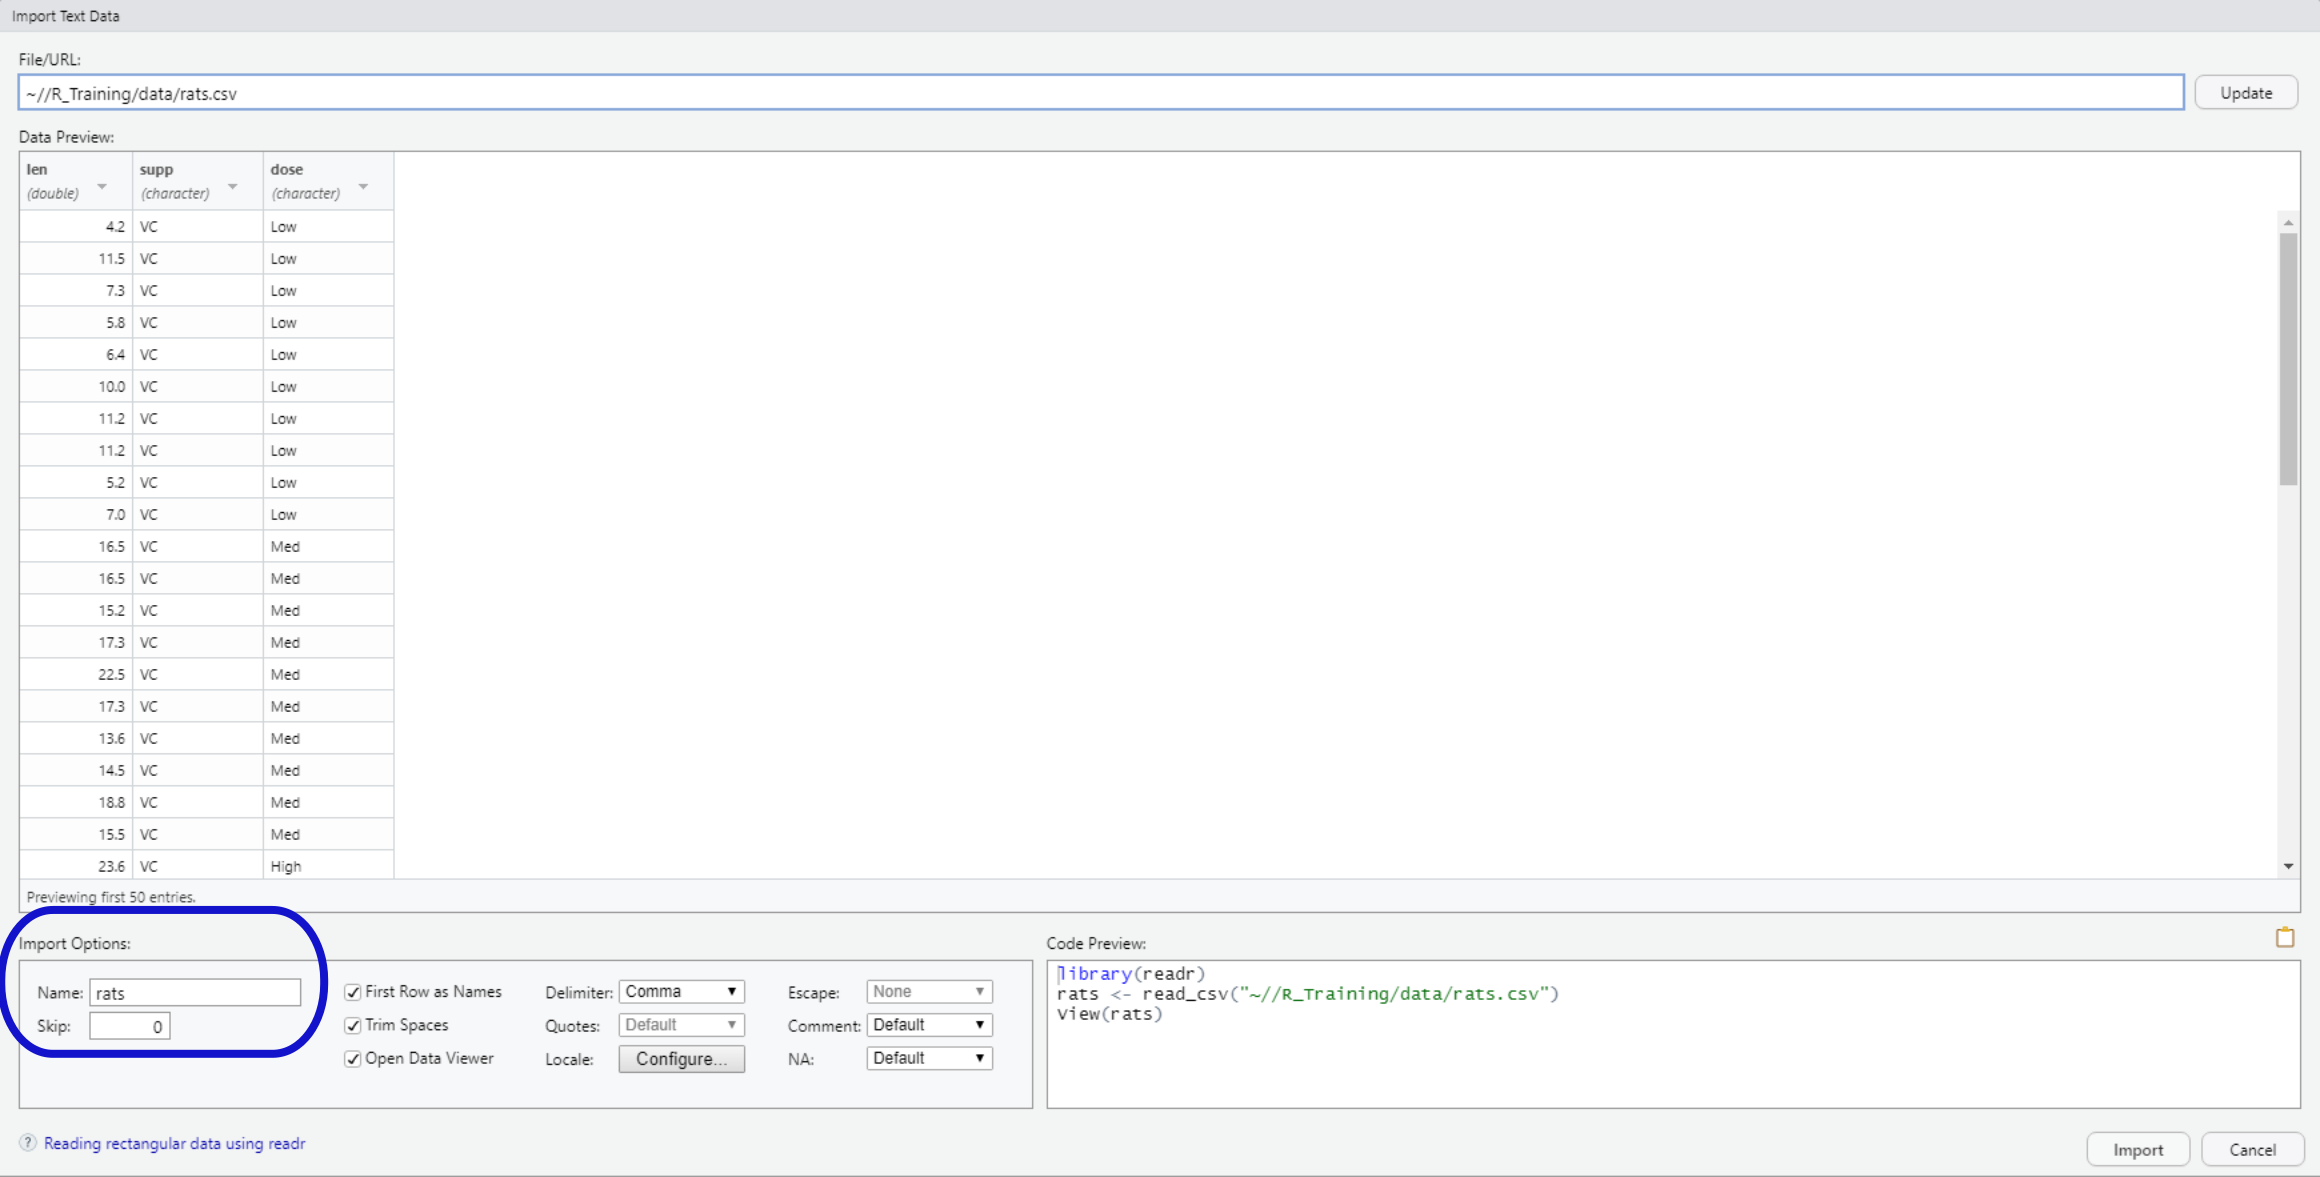 Import Text Data
File/URL:
~//R_Training/data/rats.csv
Update
Data Preview:
len supp dose
(double) (character) (character)
4.2 VC Low
11.5 VC Low
7.3 VC Low
5.8 VC Low
6.4 VC Low
10.0 VC Low
11.2 VC Low
11.2 VC Low
5.2 VC Low
7.0 VC Low
16.5 VC Med
16.5 VC Med
15.2 VC Med
17.3 VC Med
22.5 VC Med
17.3 VC Med
13.6 VC Med
14.5 VC Med
18.8 VC Med
15.5 VC Med
23.6 VC High
Previewing first 50 entries.
Import Options:
Name: rats First Row as Names Delimiter: Comma Escape: None
Skip: 0 Trim Spaces Quotes: Default Comment: Default
Open Data Viewer Locale: Configure... NA: Default
Code Preview:
library(readr)
rats <- read_csv("~//R_Training/data/rats.csv")
View(rats)
? Reading rectangular data using readr
Import Cancel